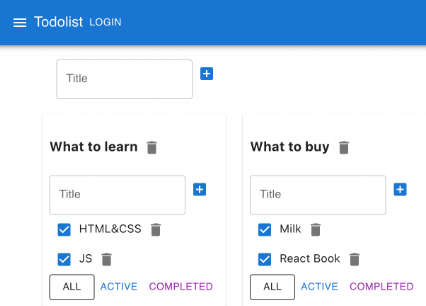 Todolist LOGIN
Title
What to learn
Title
HTML&CSS
JS
ALL ACTIVE COMPLETED
What to buy
Title
Milk
React Book
ALL ACTIVE COMPLETED